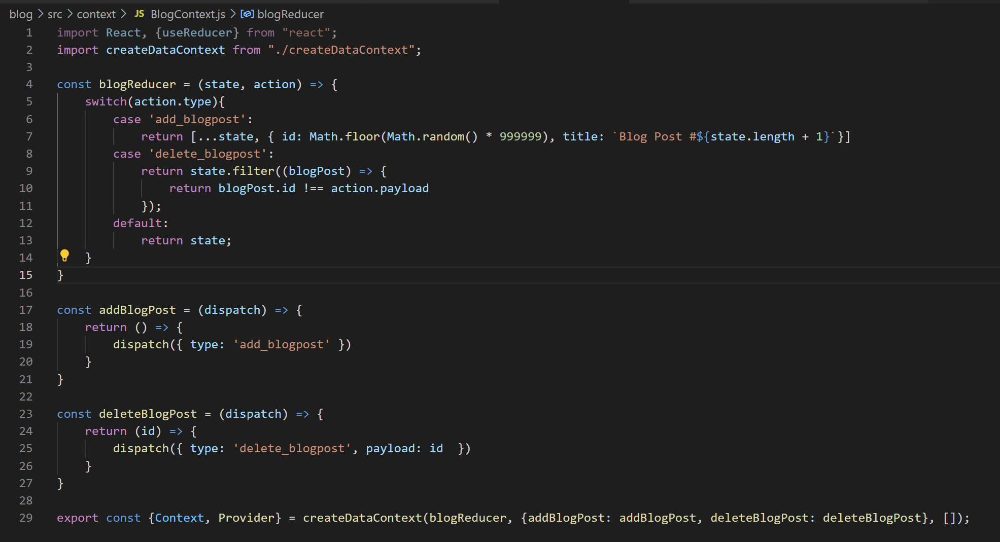 blog > src > context > JS BlogContext.js > blogReducer
1 import React, {useReducer} from "react";
2 import createDataContext from "./createDataContext";
3
4 const blogReducer = (state, action) => {
5 switch(action.type){
6 case 'add_blogpost':
7 return [...state, { id: Math.floor(Math.random() * 999999), title: `Blog Post #${state.length + 1}`}]
8 case 'delete_blogpost':
9 return state.filter((blogPost) => {
10 return blogPost.id !== action.payload
11 });
12 default:
13 return state;
14 }
15 }
16
17 const addBlogPost = (dispatch) => {
18 return () => {
19 dispatch({ type: 'add_blogpost' })
20 }
21 }
22
23 const deleteBlogPost = (dispatch) => {
24 return (id) => {
25 dispatch({ type: 'delete_blogpost', payload: id  })
26 }
27 }
28
29 export const {Context, Provider} = createDataContext(blogReducer, {addBlogPost: addBlogPost, deleteBlogPost: deleteBlogPost}, []);